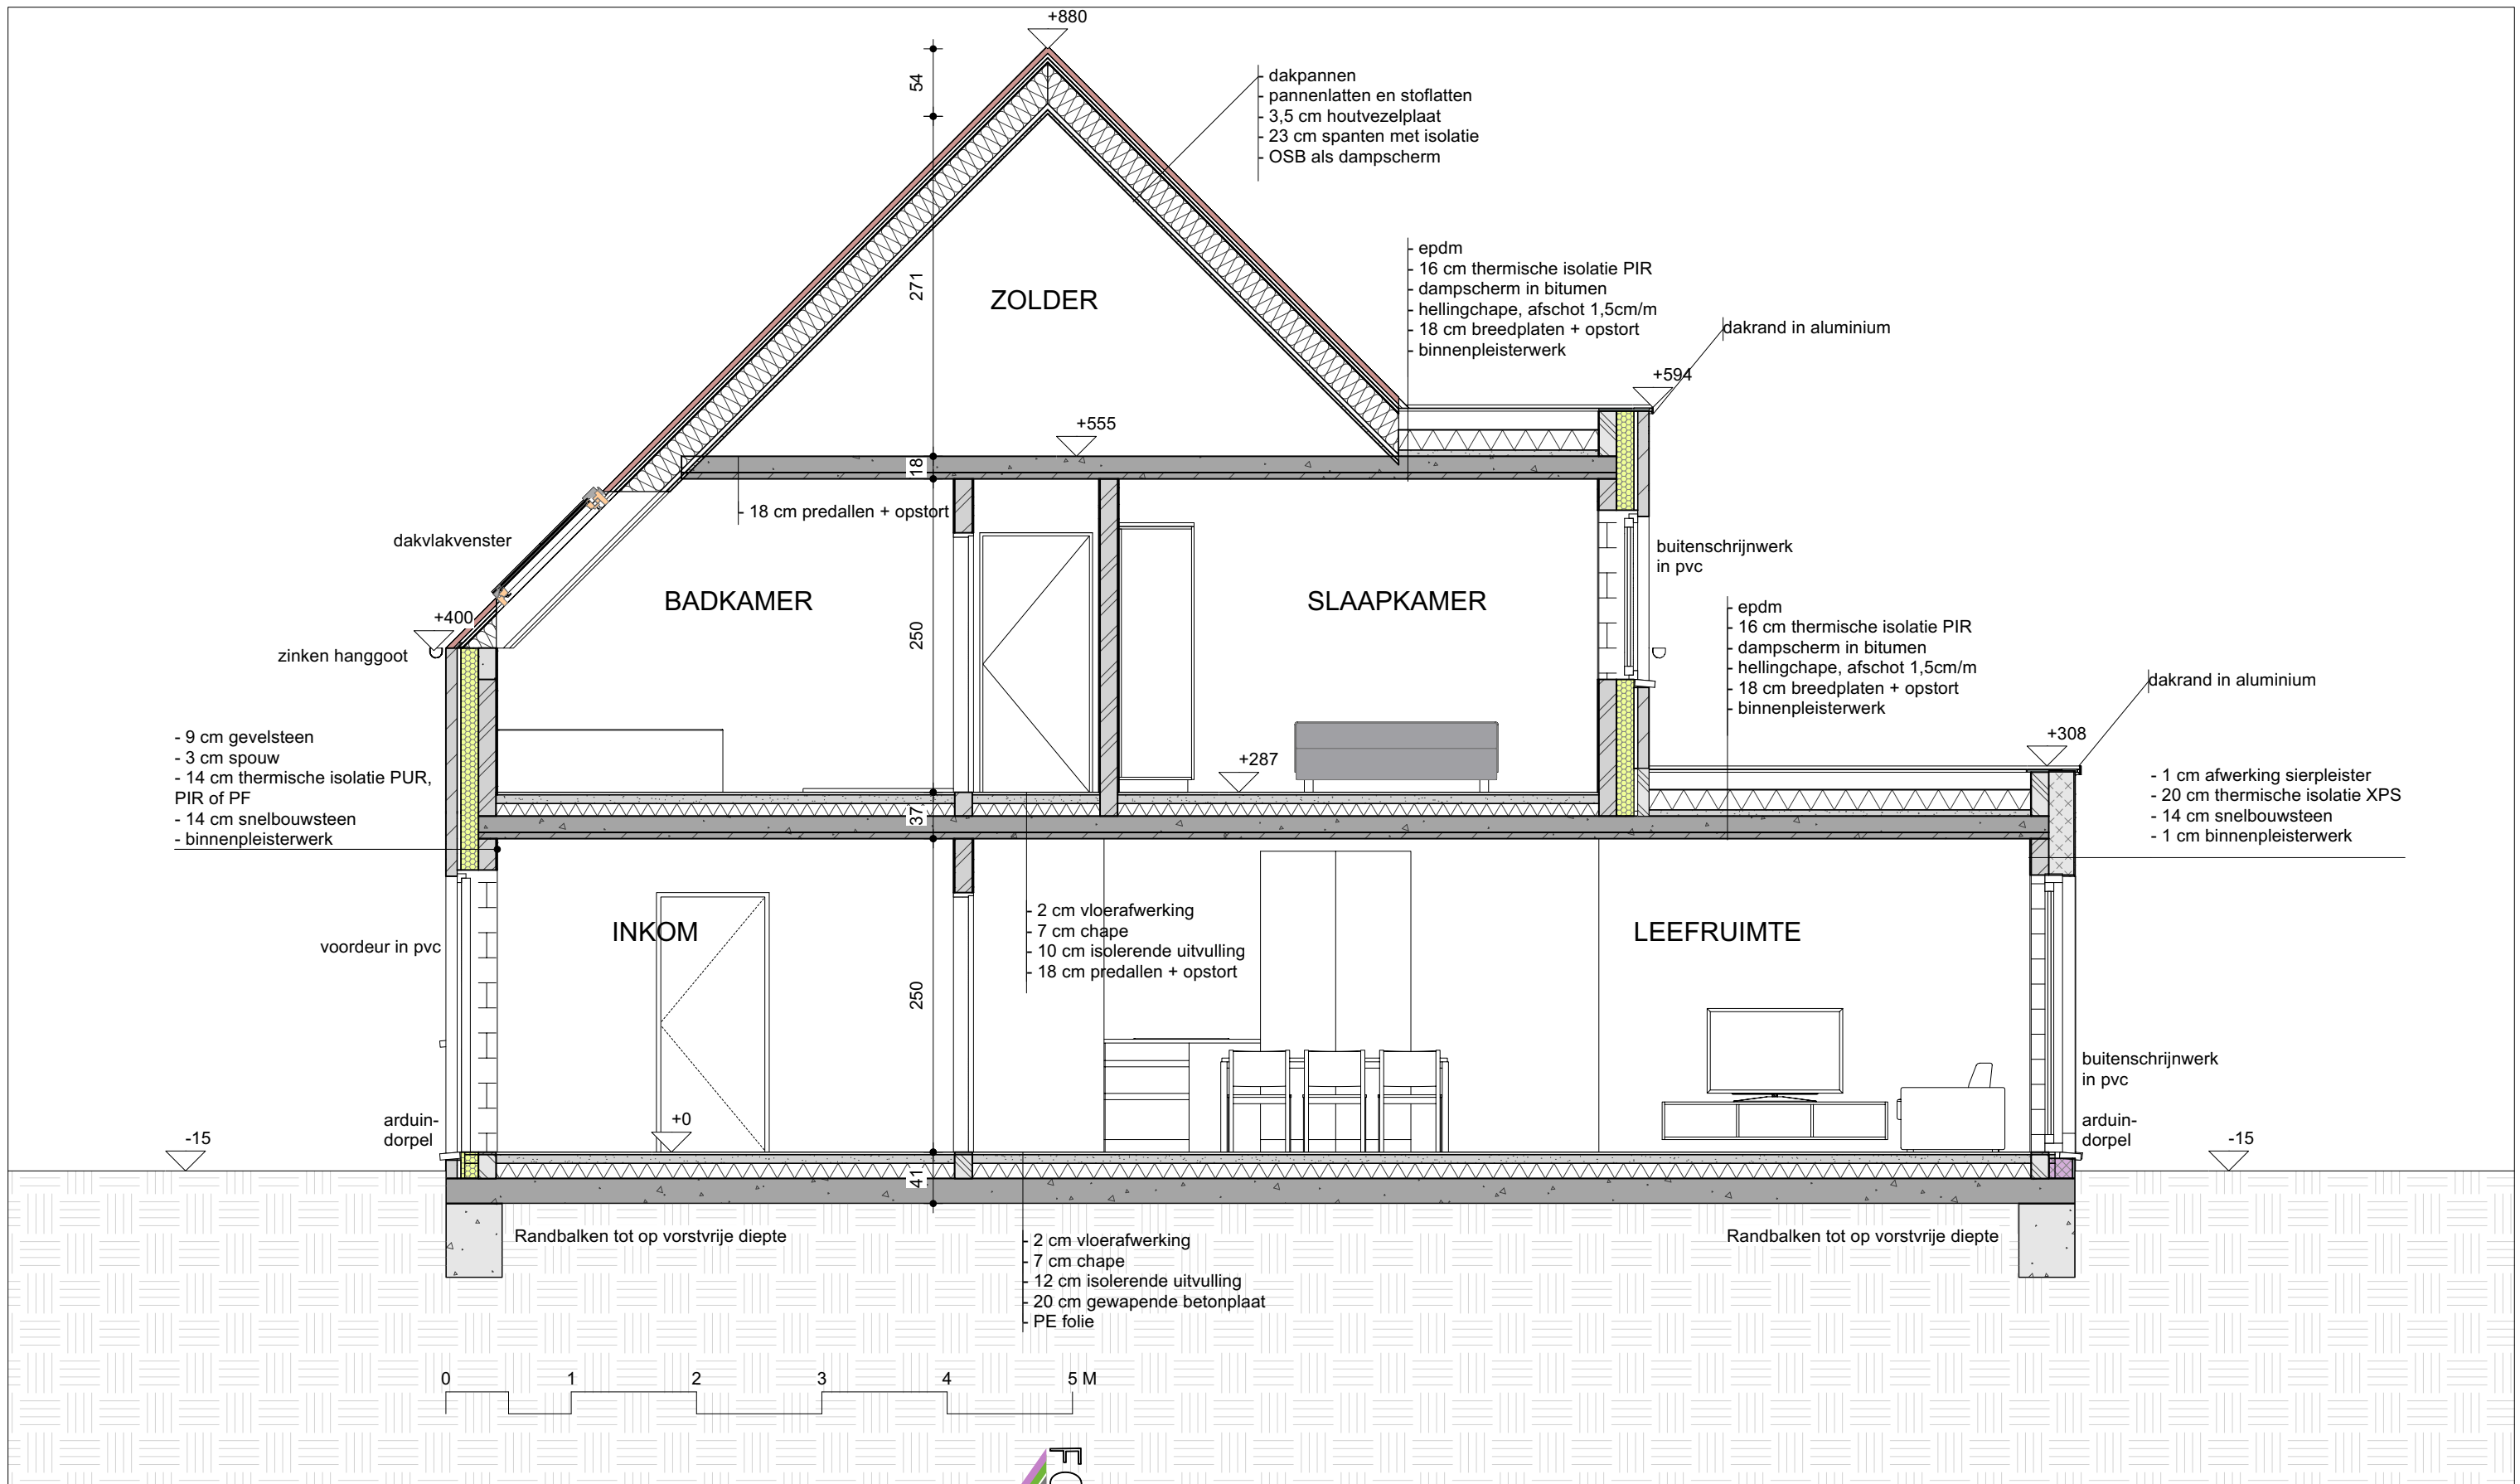 +880
54
- dakpannen
- pannenlatten en stoflatten
- 3,5 cm houtvezelplaat
- 23 cm spanten met isolatie
- OSB als dampscherm
271
ZOLDER
- epdm
- 16 cm thermische isolatie PIR
- dampscherm in bitumen
- hellingchape, afschot 1,5cm/m
- 18 cm breedplaten + opstort
- binnenpleisterwerk
dakrand in aluminium
+594
+555
18
- 18 cm predallen + opstort
dakvlakvenster
buitenschrijnwerk
in pvc
BADKAMER
SLAAPKAMER
+400
zinken hanggoot
250
- epdm
- 16 cm thermische isolatie PIR
- dampscherm in bitumen
- hellingchape, afschot 1,5cm/m
- 18 cm breedplaten + opstort
- binnenpleisterwerk
dakrand in aluminium
+308
- 9 cm gevelsteen
- 3 cm spouw
- 14 cm thermische isolatie PUR,
PIR of PF
- 14 cm snelbouwsteen
- binnenpleisterwerk
+287
- 1 cm afwerking sierpleister
- 20 cm thermische isolatie XPS
- 14 cm snelbouwsteen
- 1 cm binnenpleisterwerk
37
- 2 cm vloerafwerking
- 7 cm chape
- 10 cm isolerende uitvulling
- 18 cm predallen + opstort
INKOM
LEEFRUIMTE
voordeur in pvc
250
buitenschrijnwerk
in pvc
arduin-
dorpel
+0
arduin-
dorpel
-15
-15
41
Randbalken tot op vorstvrije diepte
Randbalken tot op vorstvrije diepte
- 2 cm vloerafwerking
- 7 cm chape
- 12 cm isolerende uitvulling
- 20 cm gewapende betonplaat
- PE folie
0 1 2 3 4 5 M